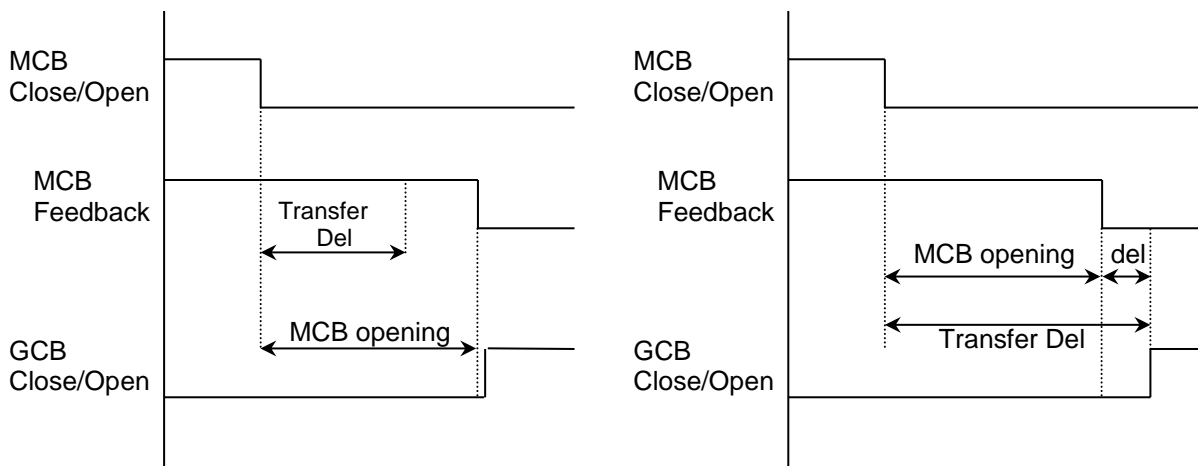 MCB
Close/Open
MCB
Feedback
Transfer
Del
MCB opening
GCB
Close/Open
MCB
Close/Open
MCB
Feedback
MCB opening
del
Transfer Del
GCB
Close/Open